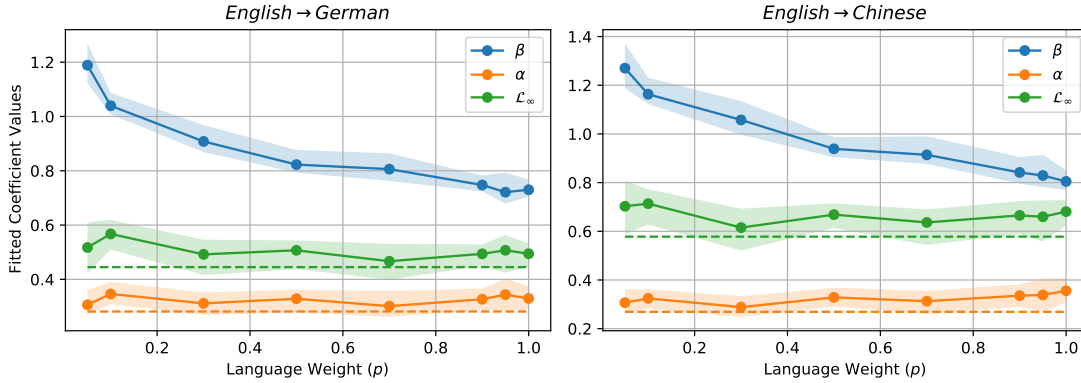 English → German
Fitted Coefficient Values
1.2
1.0
0.8
0.6
0.4
β
α
ℒ∞
0.2 0.4 0.6 0.8 1.0
Language Weight (p)
English → Chinese
1.4
1.2
1.0
0.8
0.6
0.4
0.2
β
α
ℒ∞
0.2 0.4 0.6 0.8 1.0
Language Weight (p)